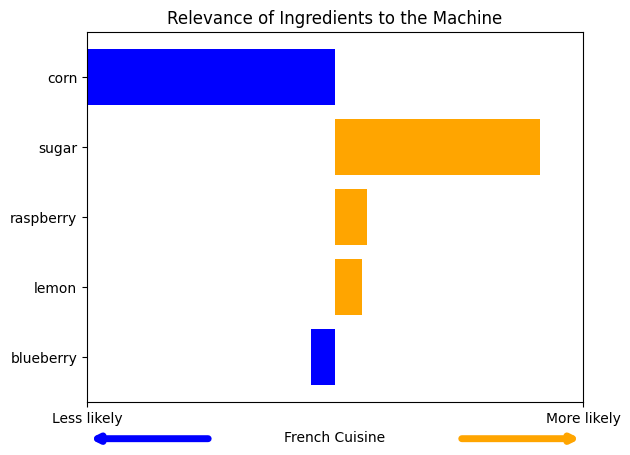 Relevance of Ingredients to the Machine
corn
sugar
raspberry
lemon
blueberry
Less likely
More likely
French Cuisine